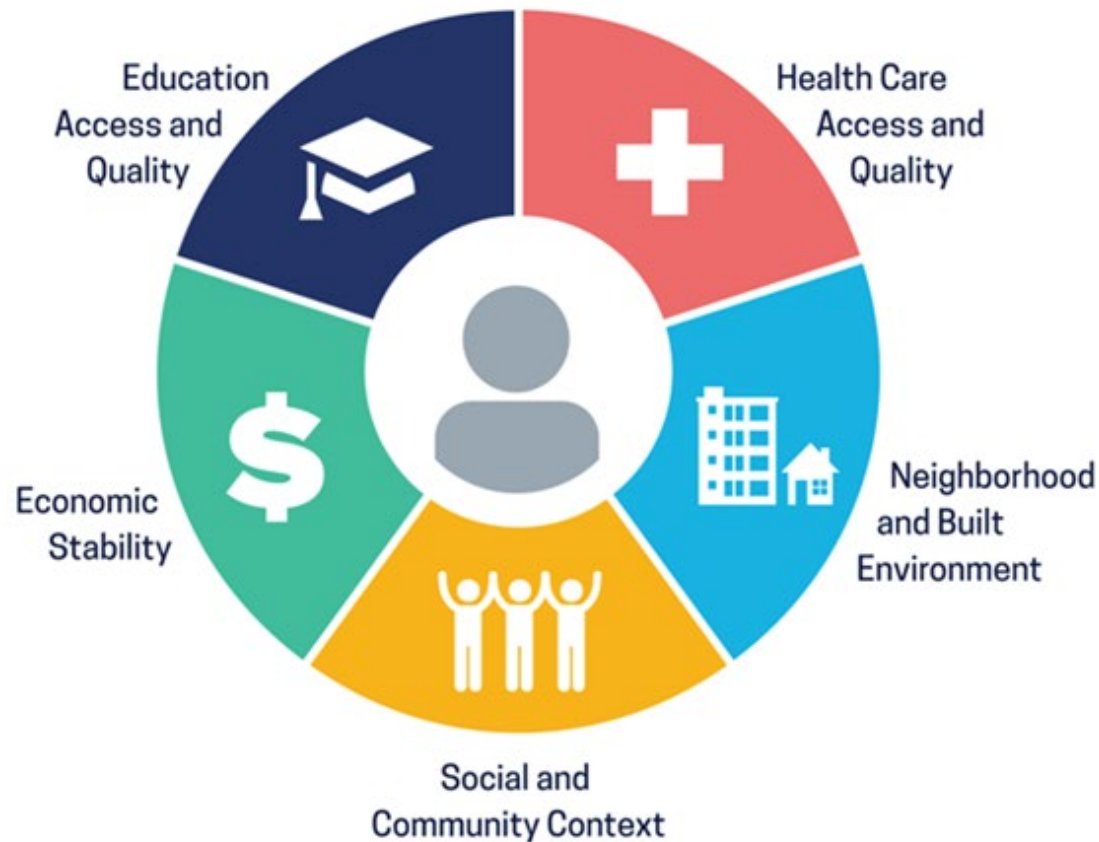 Education
Access and
Quality
Health Care
Access and
Quality
Economic
Stability
Neighborhood
and Built
Environment
Social and
Community Context